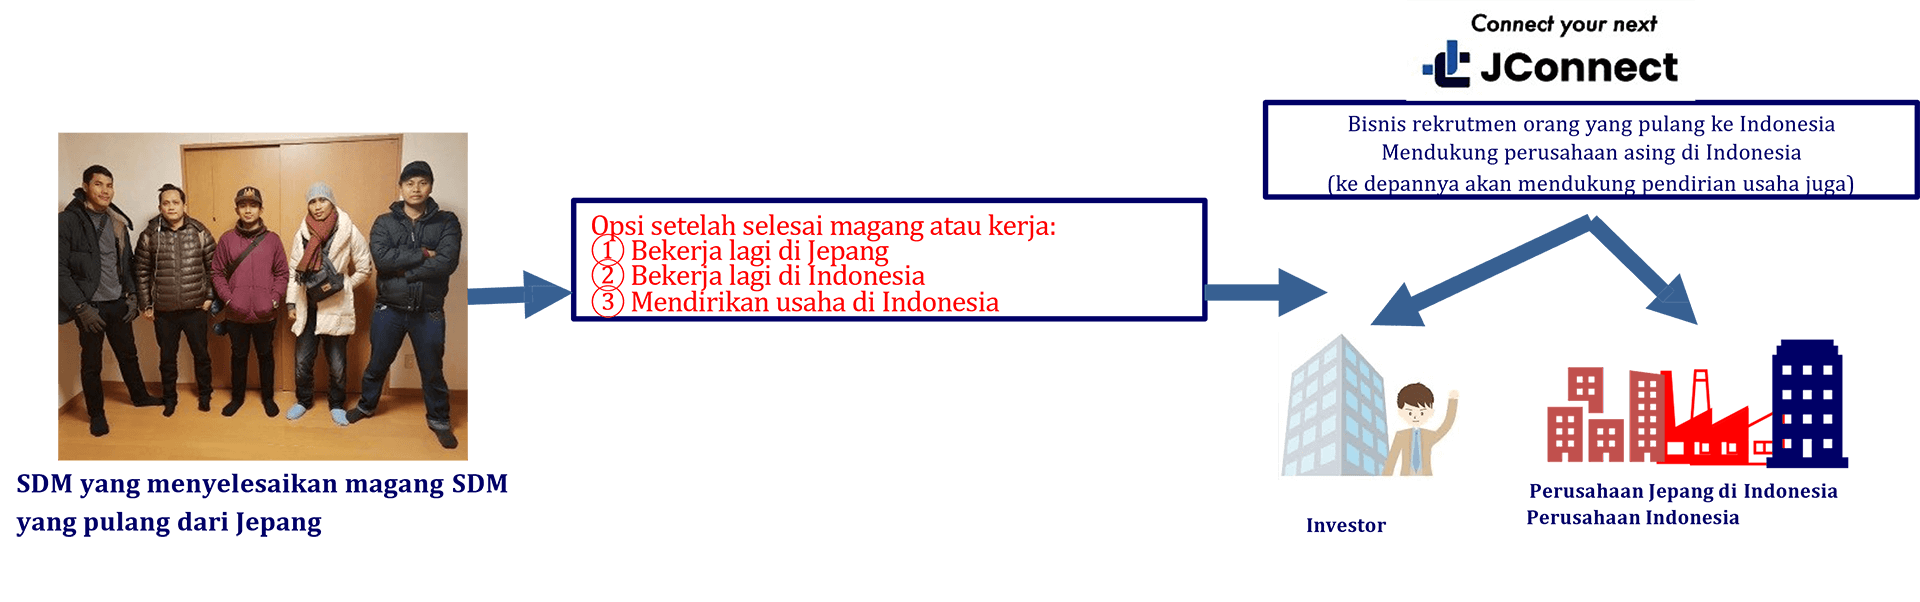 Connect your next
JConnect
Bisnis rekrutmen orang yang pulang ke Indonesia
Mendukung perusahaan asing di Indonesia
(ke depannya akan mendukung pendirian usaha juga)
Opsi setelah selesai magang atau kerja:
① Bekerja lagi di Jepang
② Bekerja lagi di Indonesia
③ Mendirikan usaha di Indonesia
SDM yang menyelesaikan magang SDM
yang pulang dari Jepang
Investor
Perusahaan Jepang di Indonesia
Perusahaan Indonesia